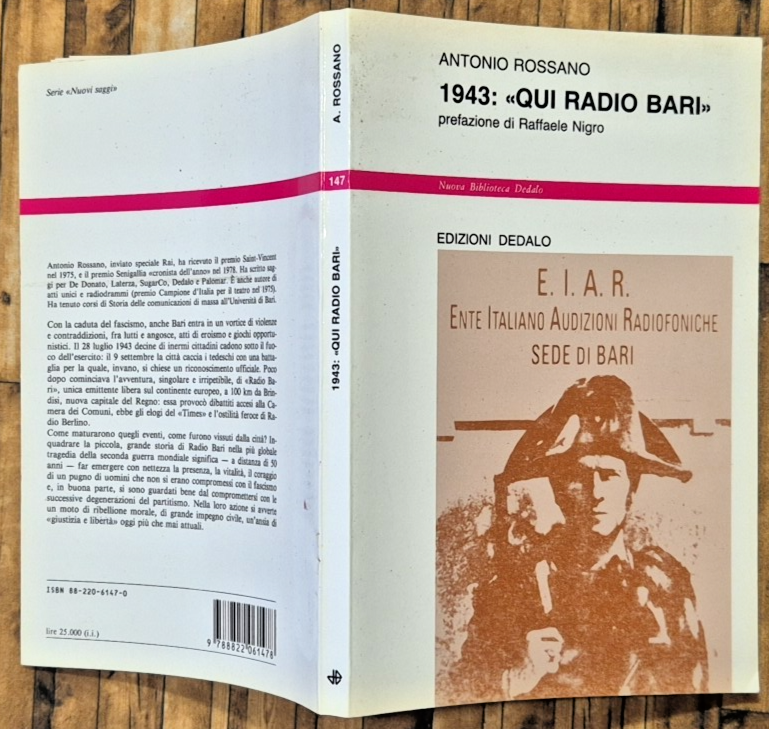 Serie «Nuovi saggi»
Antonio Rossano, inviato speciale Rai, ha ricevuto il premio Saint-Vincent
nel 1975, e il premio Senigallia «cronista dell'anno» nel 1978. Ha scritto sag-
gi per De Donato, Laterza, SugarCo, Dedalo e Palomar. È anche autore di
atti unici e radiodrammi (premio Campione d'Italia per il teatro nel 1975).
Ha tenuto corsi di Storia delle comunicazioni di massa all'Università di Bari.
Con la caduta del fascismo, anche Bari entra in un vortice di violenze
e contraddizioni, fra lutti e angosce, atti di eroismo e giochi opportu-
nistici. Il 28 luglio 1943 decine di inermi cittadini cadono sotto il fuo-
co dell'esercito: il 9 settembre la città caccia i tedeschi con una batta-
glia per la quale, invano, si chiese un riconoscimento ufficiale. Poco
dopo cominciava l'avventura, singolare e irripetibile, di «Radio Ba-
ri», unica emittente libera sul continente europeo, a 100 km da Brin-
disi, nuova capitale del Regno: essa provocò dibattiti accesi alla Ca-
mera dei Comuni, ebbe gli elogi del «Times» e l'ostilità feroce di Ra-
dio Berlino.
Come maturarono quegli eventi, come furono vissuti dalla città? In-
quadrare la piccola, grande storia di Radio Bari nella più globale
tragedia della seconda guerra mondiale significa — a distanza di 50
anni — far emergere con nettezza la presenza, la vitalità, il coraggio
di un pugno di uomini che non si erano compromessi con il fascismo
e, in buona parte, si sono guardati bene dal compromettersi con le
successive degenerazioni del partitismo. Nella loro azione si avverte
un moto di ribellione morale, di grande impegno civile, un'ansia di
«giustizia e libertà» oggi più che mai attuali.
ISBN 88-220-6147-0
lire 25.000 (i.i.)
9 788822 061478
A. ROSSANO
147
1943: «QUI RADIO BARI»
ANTONIO ROSSANO
1943: «QUI RADIO BARI»
prefazione di Raffaele Nigro
Nuova Biblioteca Dedalo
EDIZIONI DEDALO
E. I. A. R.
ENTE ITALIANO AUDIZIONI RADIOFONICHE
SEDE DI BARI